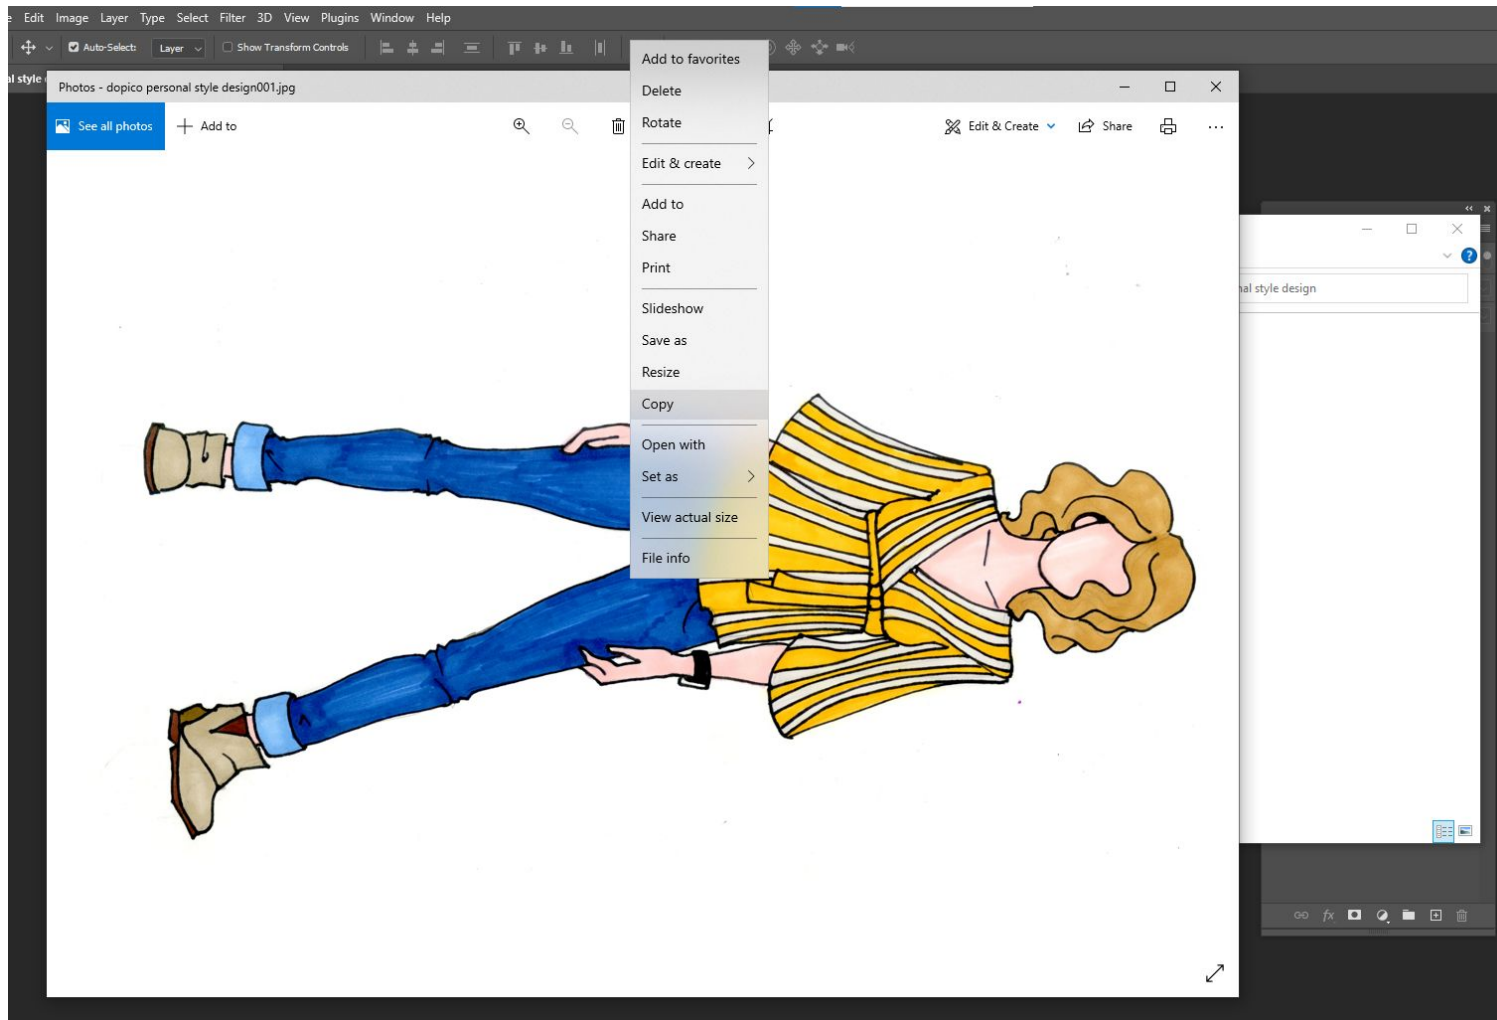 Edit Image Layer Type Select Filter 3D View Plugins Window Help
Auto-Select: Layer Show Transform Controls
al style
Photos - dopico personal style design001.jpg
See all photos Add to Edit & Create Share
Add to favorites
Delete
Rotate
Edit & create
Add to
Share
Print
Slideshow
Save as
Resize
Copy
Open with
Set as
View actual size
File info
nal style design
fx